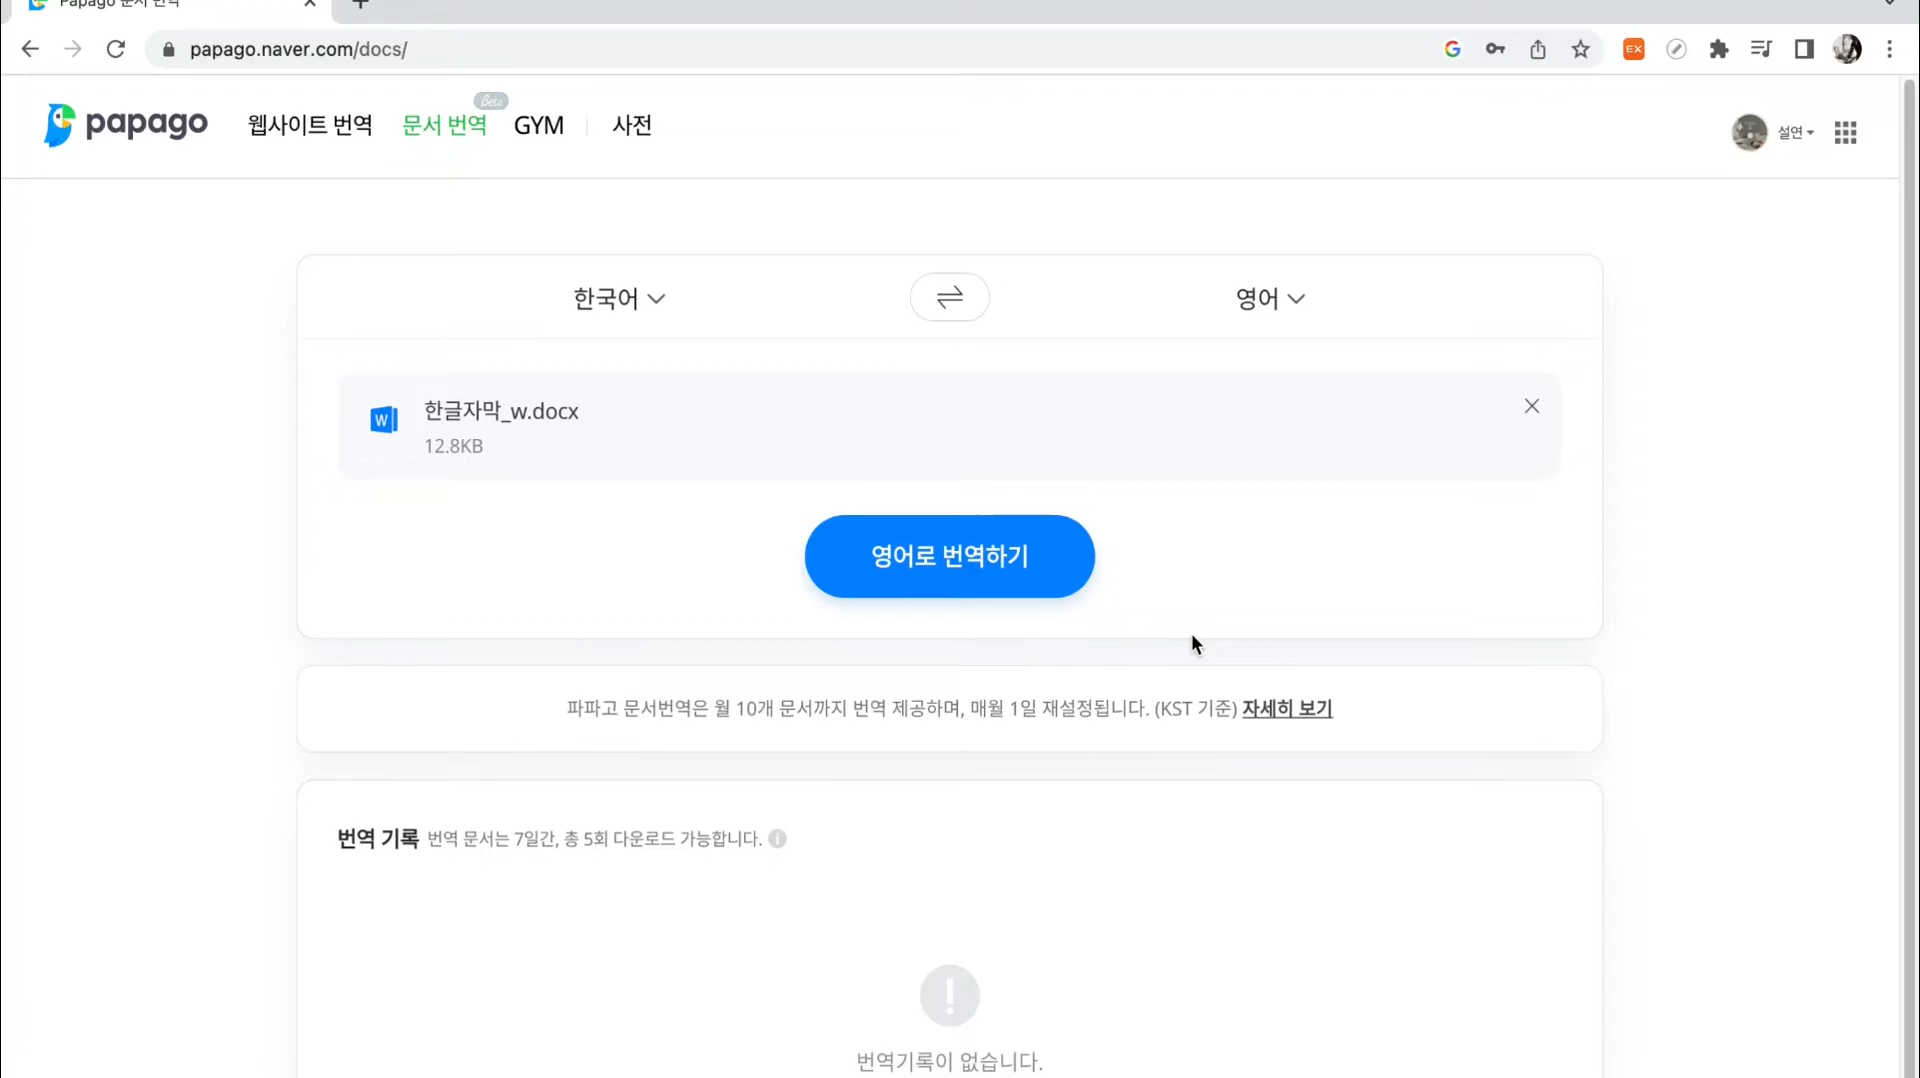 Papago 문서 번역
papago.naver.com/docs/
EX
papago
웹사이트 번역
문서 번역
Beta
GYM
사전
설연
한국어
영어
W
한글자막_w.docx
12.8KB
영어로 번역하기
파파고 문서번역은 월 10개 문서까지 번역 제공하며, 매월 1일 재설정됩니다. (KST 기준) 자세히 보기
번역 기록 번역 문서는 7일간, 총 5회 다운로드 가능합니다.
번역기록이 없습니다.